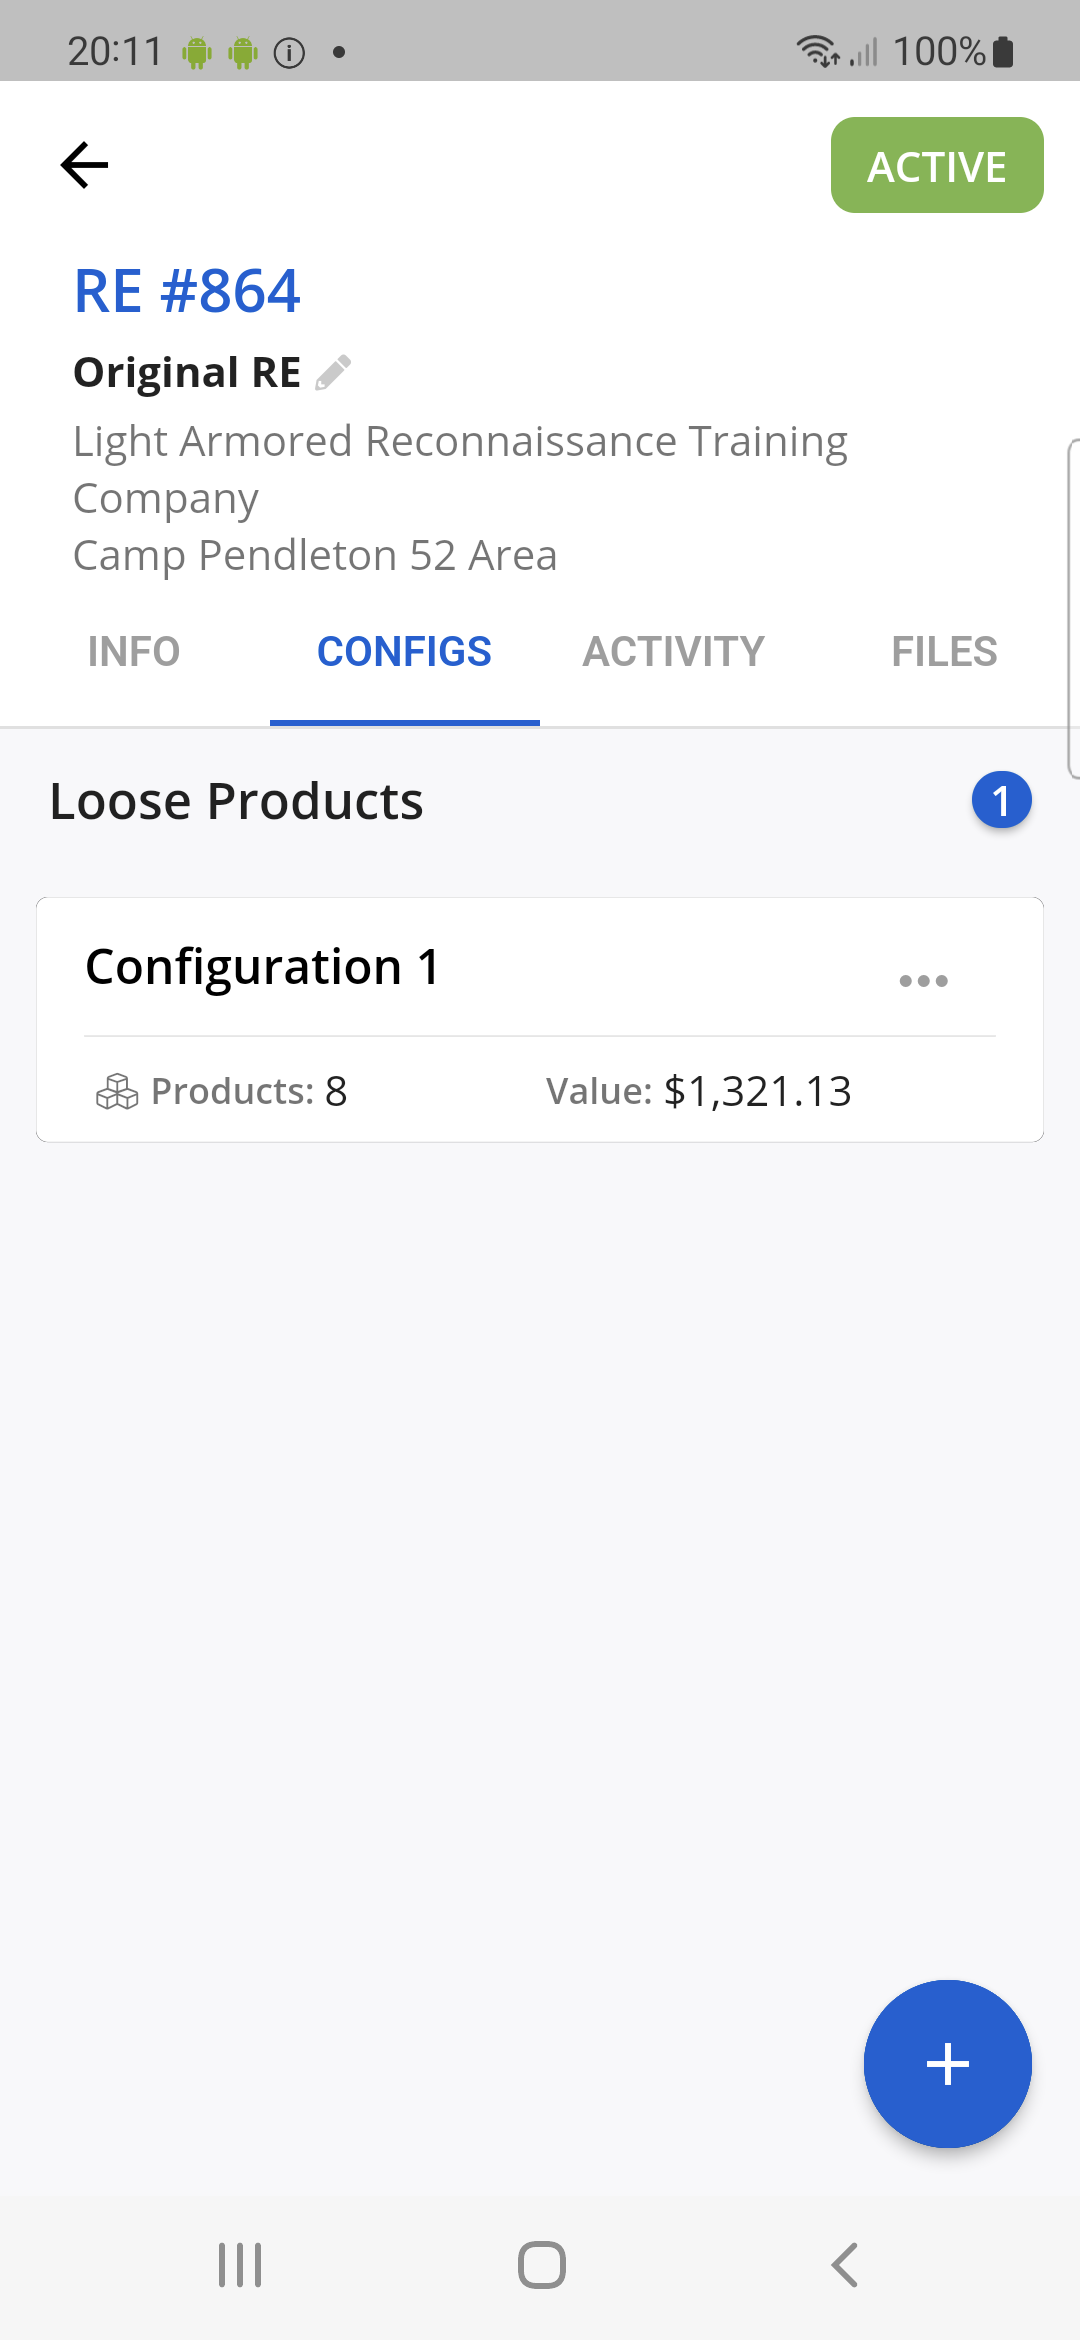 20:11 100%
ACTIVE
RE #864
Original RE
Light Armored Reconnaissance Training
Company
Camp Pendleton 52 Area
INFO CONFIGS ACTIVITY FILES
Loose Products 1
Configuration 1
Products: 8 Value: $1,321.13